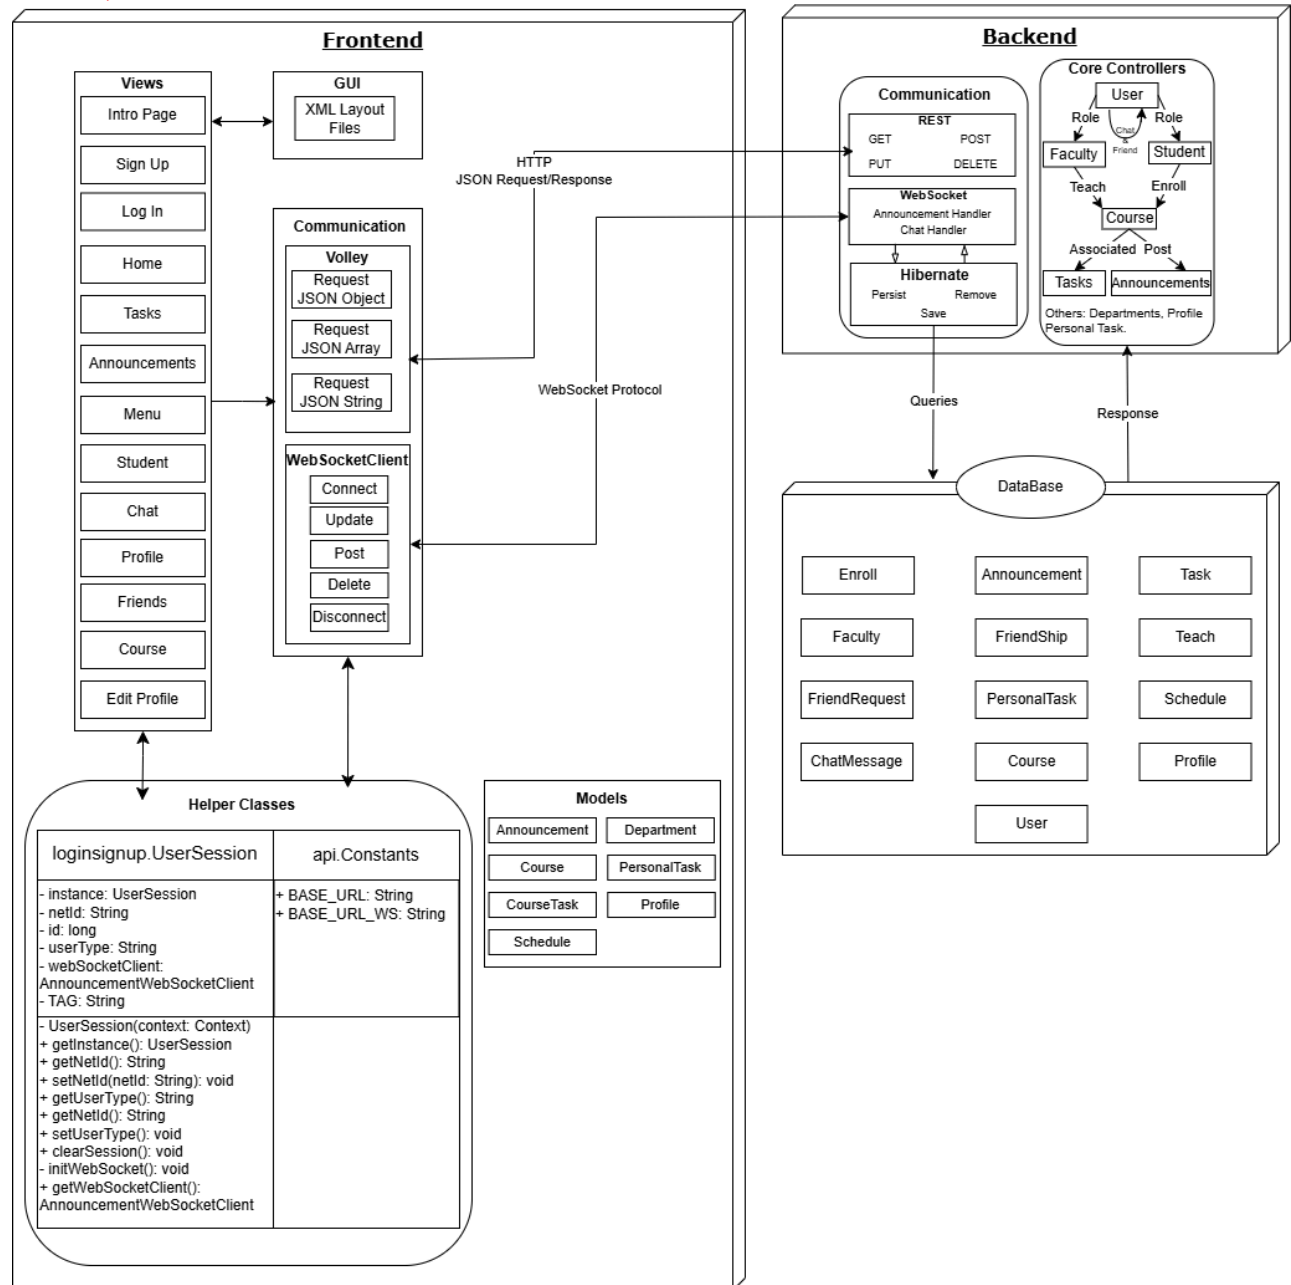 Frontend
Views
Intro Page
Sign Up
Log In
Home
Tasks
Announcements
Menu
Student
Chat
Profile
Friends
Course
Edit Profile
GUI
XML Layout
Files
Communication
Volley
Request
JSON Object
Request
JSON Array
Request
JSON String
WebSocketClient
Connect
Update
Post
Delete
Disconnect
HTTP
JSON Request/Response
WebSocket Protocol
Helper Classes
loginsignup.UserSession
- instance: UserSession
- netId: String
- id: long
- userType: String
- webSocketClient:
AnnouncementWebSocketClient
- TAG: String
- UserSession(context: Context)
+ getInstance(): UserSession
+ getNetId(): String
+ setNetId(netId: String): void
+ getUserType(): String
+ getNetId(): String
+ setUserType(): void
+ clearSession(): void
- initWebSocket(): void
+ getWebSocketClient():
AnnouncementWebSocketClient
api.Constants
+ BASE_URL: String
+ BASE_URL_WS: String
Models
Announcement
Department
Course
PersonalTask
CourseTask
Profile
Schedule
Backend
Communication
REST
GET
POST
PUT
DELETE
WebSocket
Announcement Handler
Chat Handler
Hibernate
Persist
Remove
Save
Core Controllers
User
Role
Role
Chat
&
Friend
Faculty
Student
Teach
Enroll
Course
Associated
Post
Tasks
Announcements
Others: Departments, Profile
Personal Task.
Queries
Response
DataBase
Enroll
Announcement
Task
Faculty
FriendShip
Teach
FriendRequest
PersonalTask
Schedule
ChatMessage
Course
Profile
User